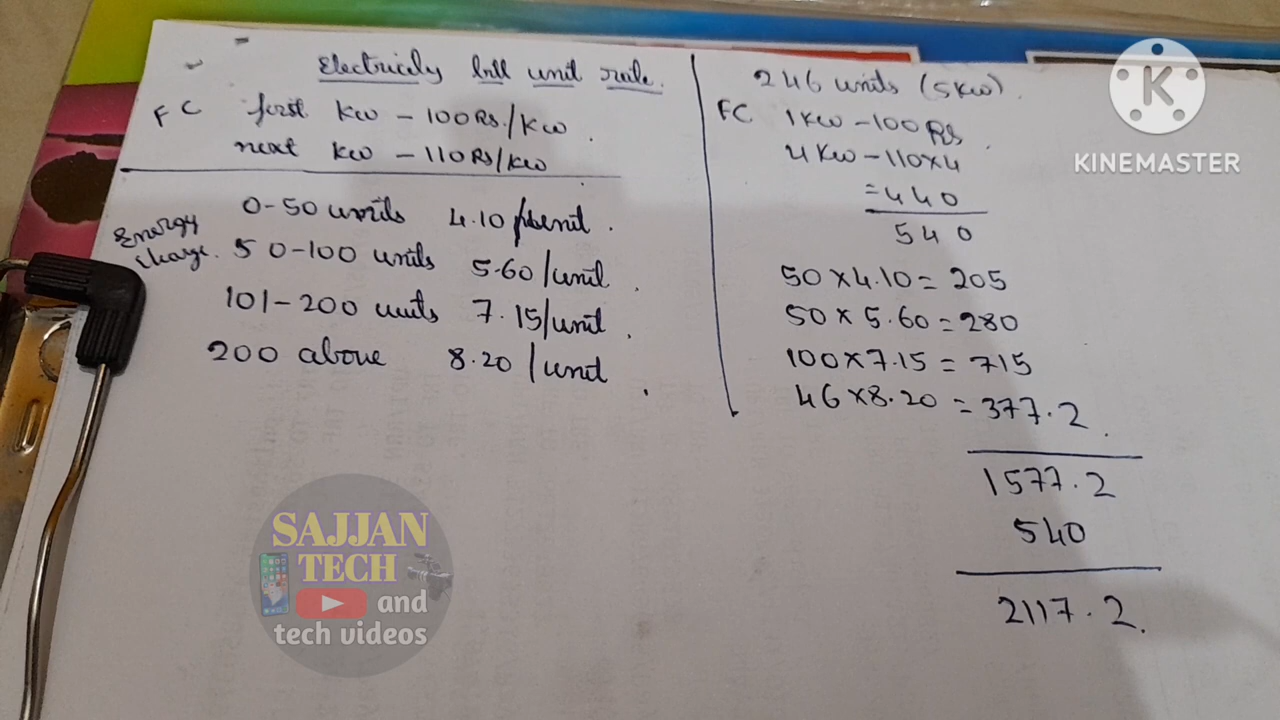 Electricity bill unit rate.
FC first Kw - 100Rs./Kw
next Kw - 110Rs/kw
Energy charge.
0-50 units 4.10/unit.
50-100 units 5.60/unit.
101-200 units 7.15/unit.
200 above 8.20/unit.
246 units (5Kw).
FC 1Kw - 100 Rs.
4Kw - 110x4
=440
540
50x4.10=205
50x5.60=280
100x7.15=715
46x8.20=377.2
1577.2
540
2117.2.
K
KINEMASTER
SAJJAN
TECH
and
tech videos